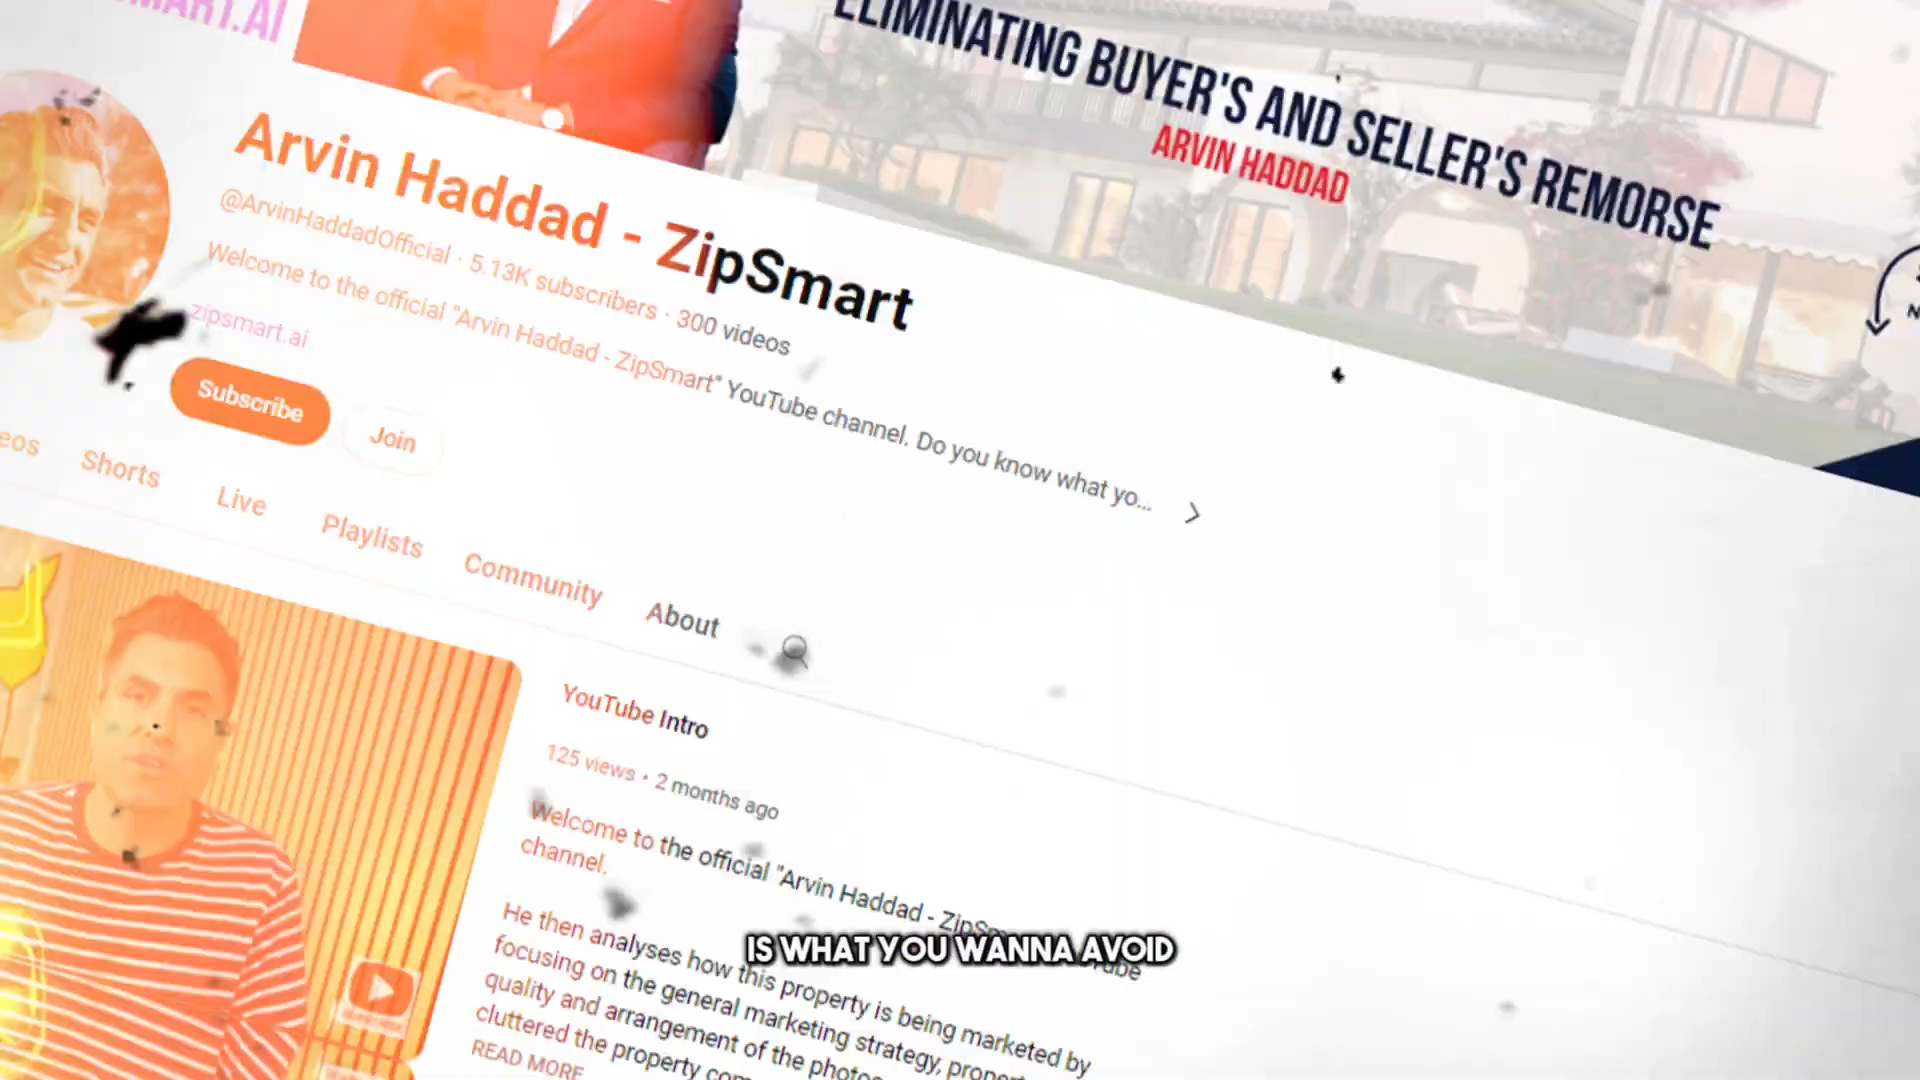 ELIMINATING BUYER'S AND SELLER'S REMORSE
ARVIN HADDAD
Arvin Haddad - ZipSmart
@ArvinHaddadOfficial · 5.13K subscribers · 300 videos
Welcome to the official "Arvin Haddad - ZipSmart" YouTube channel. Do you know what yo...
zipsmart.ai
Subscribe
Join
Shorts
Live
Playlists
Community
About
YouTube Intro
125 views • 2 months ago
Welcome to the official "Arvin Haddad -
channel.
He then analyses how this property is being marketed by
focusing on the general marketing strategy,
quality and arrangement of the
cluttered the property
READ MORE
IS WHAT YOU WANNA AVOID